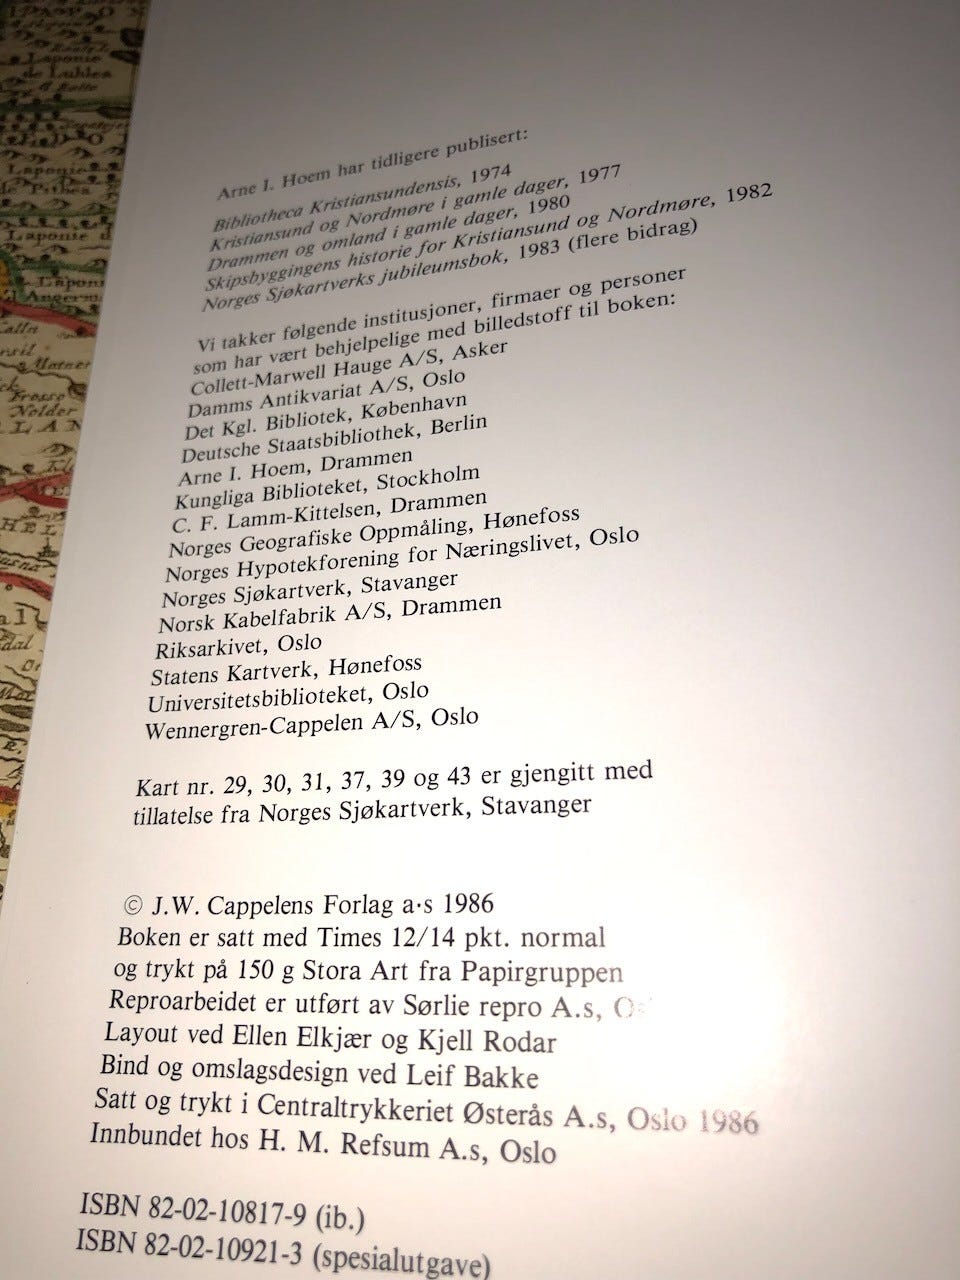 Arne I. Hoem har tidligere publisert:
Bibliotheca Kristiansundensis, 1974
Kristiansund og Nordmøre i gamle dager, 1977
Drammen og omland i gamle dager, 1980
Skipsbyggingens historie for Kristiansund og Nordmøre, 1982
Norges Sjøkartverks jubileumsbok, 1983 (flere bidrag)
Vi takker følgende institusjoner, firmaer og personer
som har vært behjelpelige med billedstoff til boken:
Collett-Marwell Hauge A/S, Asker
Damms Antikvariat A/S, Oslo
Det Kgl. Bibliotek, København
Deutsche Staatsbibliothek, Berlin
Arne I. Hoem, Drammen
Kungliga Biblioteket, Stockholm
C. F. Lamm-Kittelsen, Drammen
Norges Geografiske Oppmåling, Hønefoss
Norges Hypotekforening for Næringslivet, Oslo
Norges Sjøkartverk, Stavanger
Norsk Kabelfabrik A/S, Drammen
Riksarkivet, Oslo
Statens Kartverk, Hønefoss
Universitetsbiblioteket, Oslo
Wennergren-Cappelen A/S, Oslo
Kart nr. 29, 30, 31, 37, 39 og 43 er gjengitt med
tillatelse fra Norges Sjøkartverk, Stavanger
© J.W. Cappelens Forlag a·s 1986
Boken er satt med Times 12/14 pkt. normal
og trykt på 150 g Stora Art fra Papirgruppen
Reproarbeidet er utført av Sørlie repro A.s,
Layout ved Ellen Elkjær og Kjell Rodar
Bind og omslagsdesign ved Leif Bakke
Satt og trykt i Centraltrykkeriet Østerås A.s, Oslo 1986
Innbundet hos H. M. Refsum A.s, Oslo
ISBN 82-02-10817-9 (ib.)
ISBN 82-02-10921-3 (spesialutgave)
Laponie
de Luhlea
Laponie
de Pithea
Laponie